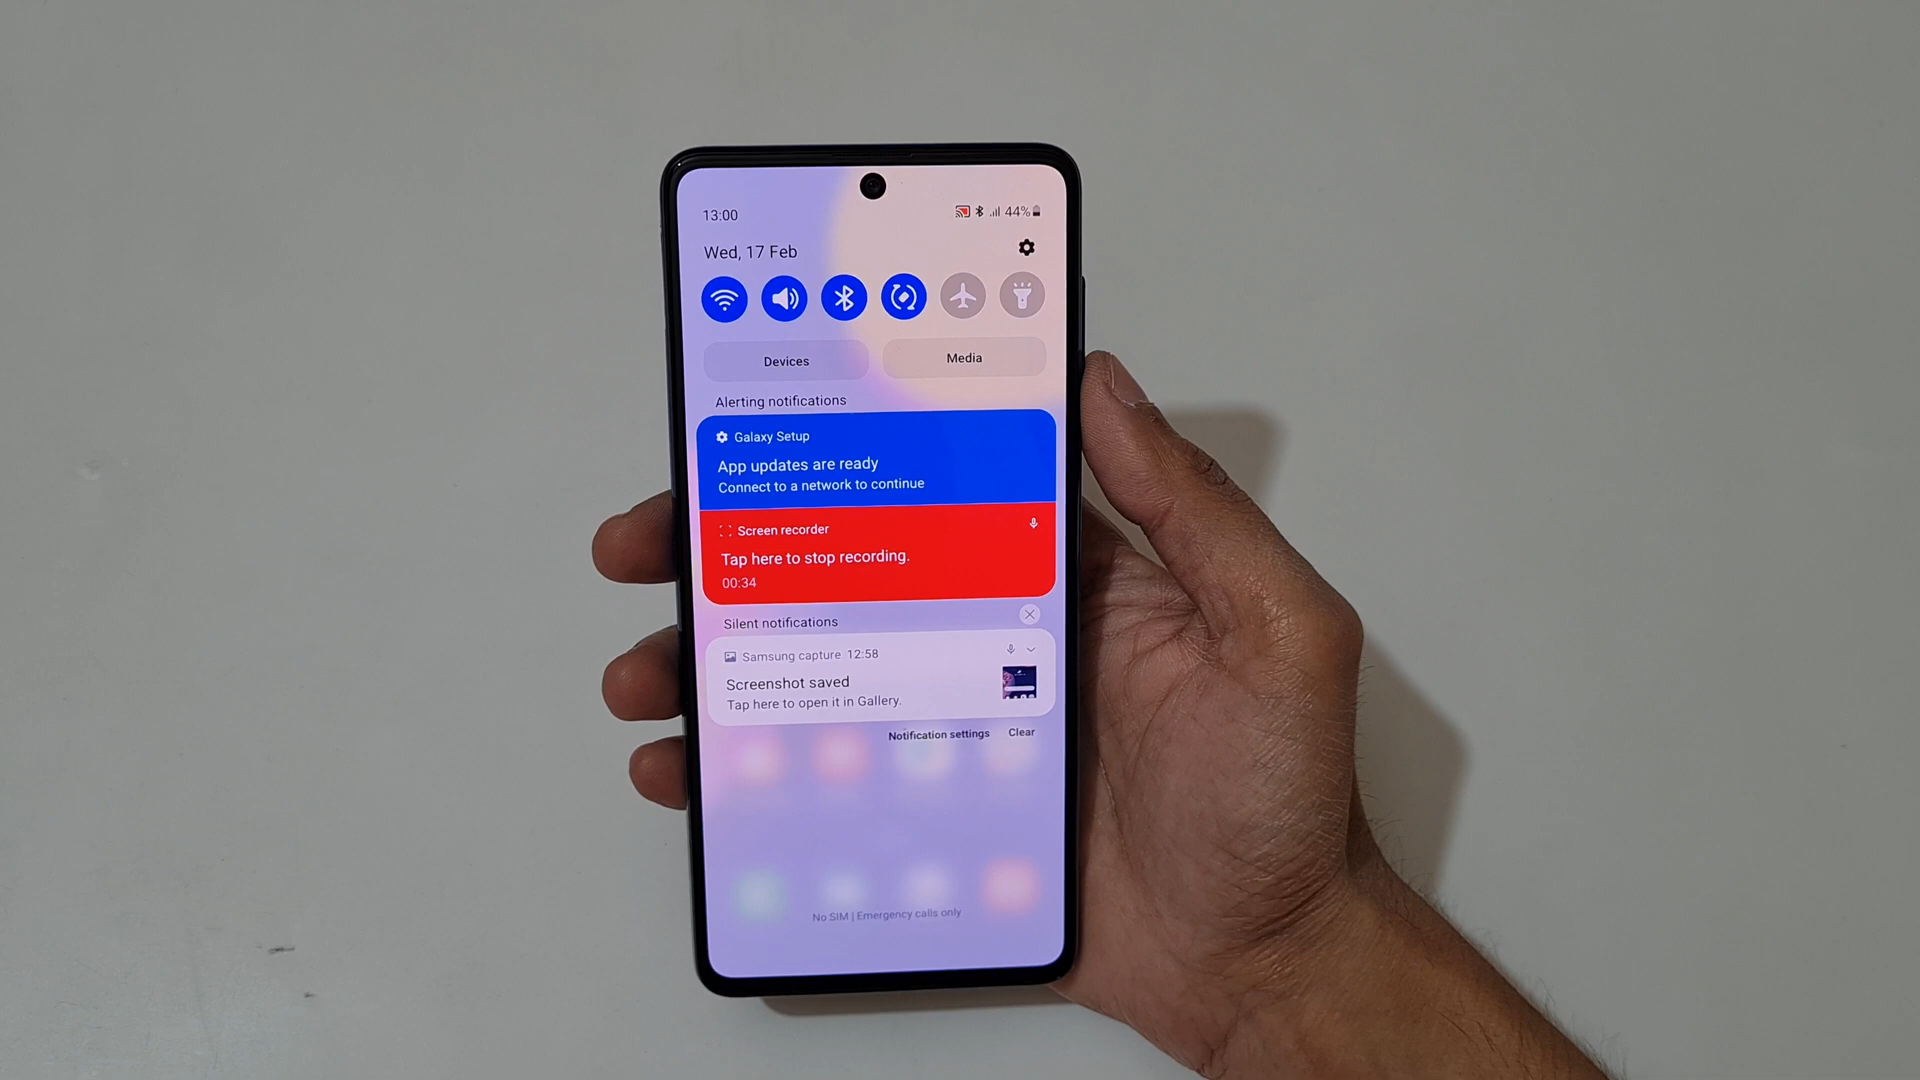 13:00
44%
Wed, 17 Feb
Devices
Media
Alerting notifications
Galaxy Setup
App updates are ready
Connect to a network to continue
Screen recorder
Tap here to stop recording.
00:34
Silent notifications
Samsung capture 12:58
Screenshot saved
Tap here to open it in Gallery.
Notification settings
Clear
No SIM | Emergency calls only